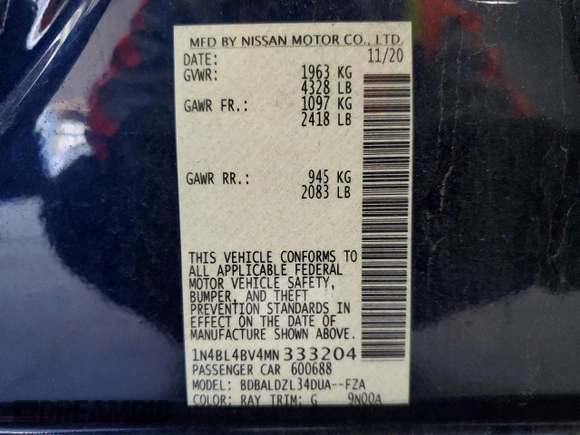 MFD BY NISSAN MOTOR CO., LTD.
DATE: 11/20
GVWR: 1963 KG
4328 LB
GAWR FR.: 1097 KG
2418 LB
GAWR RR.: 945 KG
2083 LB
THIS VEHICLE CONFORMS TO
ALL APPLICABLE FEDERAL
MOTOR VEHICLE SAFETY,
BUMPER, AND THEFT
PREVENTION STANDARDS IN
EFFECT ON THE DATE OF
MANUFACTURE SHOWN ABOVE.
1N4BL4BV4MN333204
PASSENGER CAR 600688
MODEL: BDBALDZL34DUA--FZA
COLOR: RAY TRIM: G 9N00A
DREAMBID